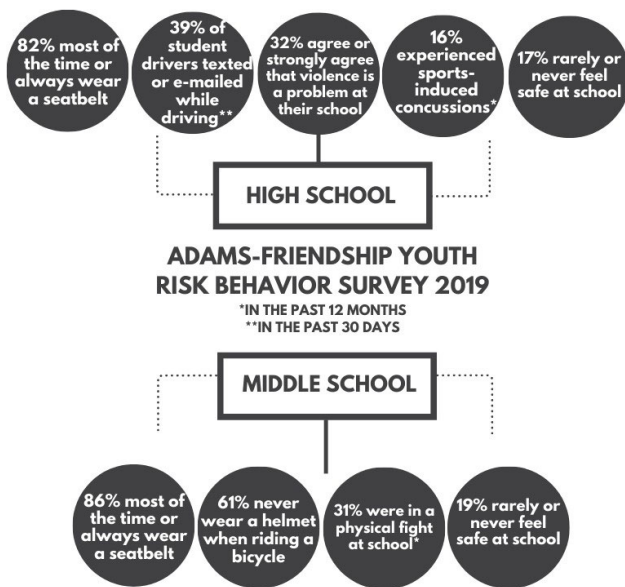 82% most of
the time or
always wear
a seatbelt
39% of
student
drivers texted
or e-mailed
while
driving**
32% agree or
strongly agree
that violence is
a problem at
their school
16%
experienced
sports-
induced
concussions*
17% rarely or
never feel
safe at school
HIGH SCHOOL
ADAMS-FRIENDSHIP YOUTH
RISK BEHAVIOR SURVEY 2019
*IN THE PAST 12 MONTHS
**IN THE PAST 30 DAYS
MIDDLE SCHOOL
86% most of
the time or
always wear
a seatbelt
61% never
wear a helmet
when riding a
bicycle
31% were in a
physical fight
at school*
19% rarely or
never feel
safe at school